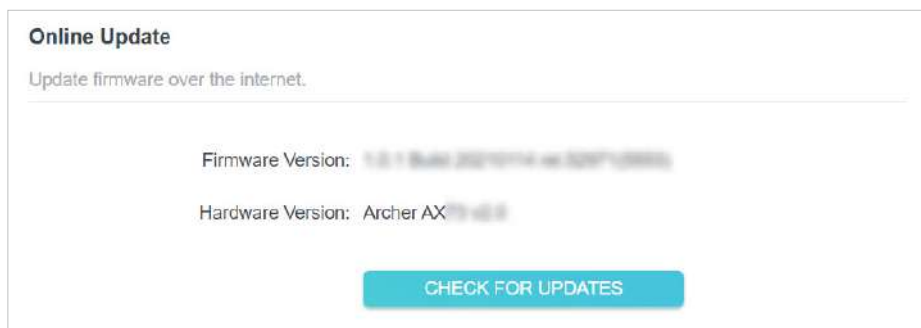 Online Update
Update firmware over the internet.
Firmware Version:
Hardware Version: Archer AX
CHECK FOR UPDATES